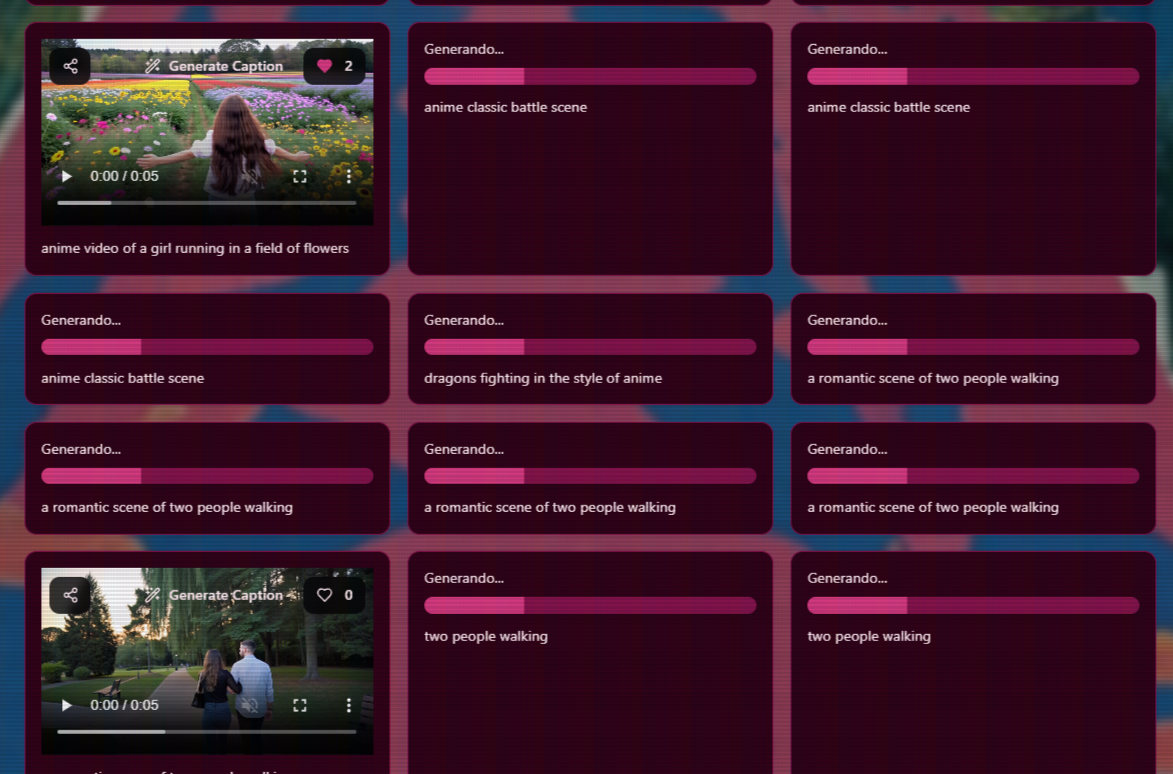 Generate Caption
2
0:00 / 0:05
anime video of a girl running in a field of flowers
Generando...
anime classic battle scene
Generando...
anime classic battle scene
Generando...
anime classic battle scene
Generando...
dragons fighting in the style of anime
Generando...
a romantic scene of two people walking
Generando...
a romantic scene of two people walking
Generando...
a romantic scene of two people walking
Generando...
a romantic scene of two people walking
Generate Caption
0
0:00 / 0:05
Generando...
two people walking
Generando...
two people walking